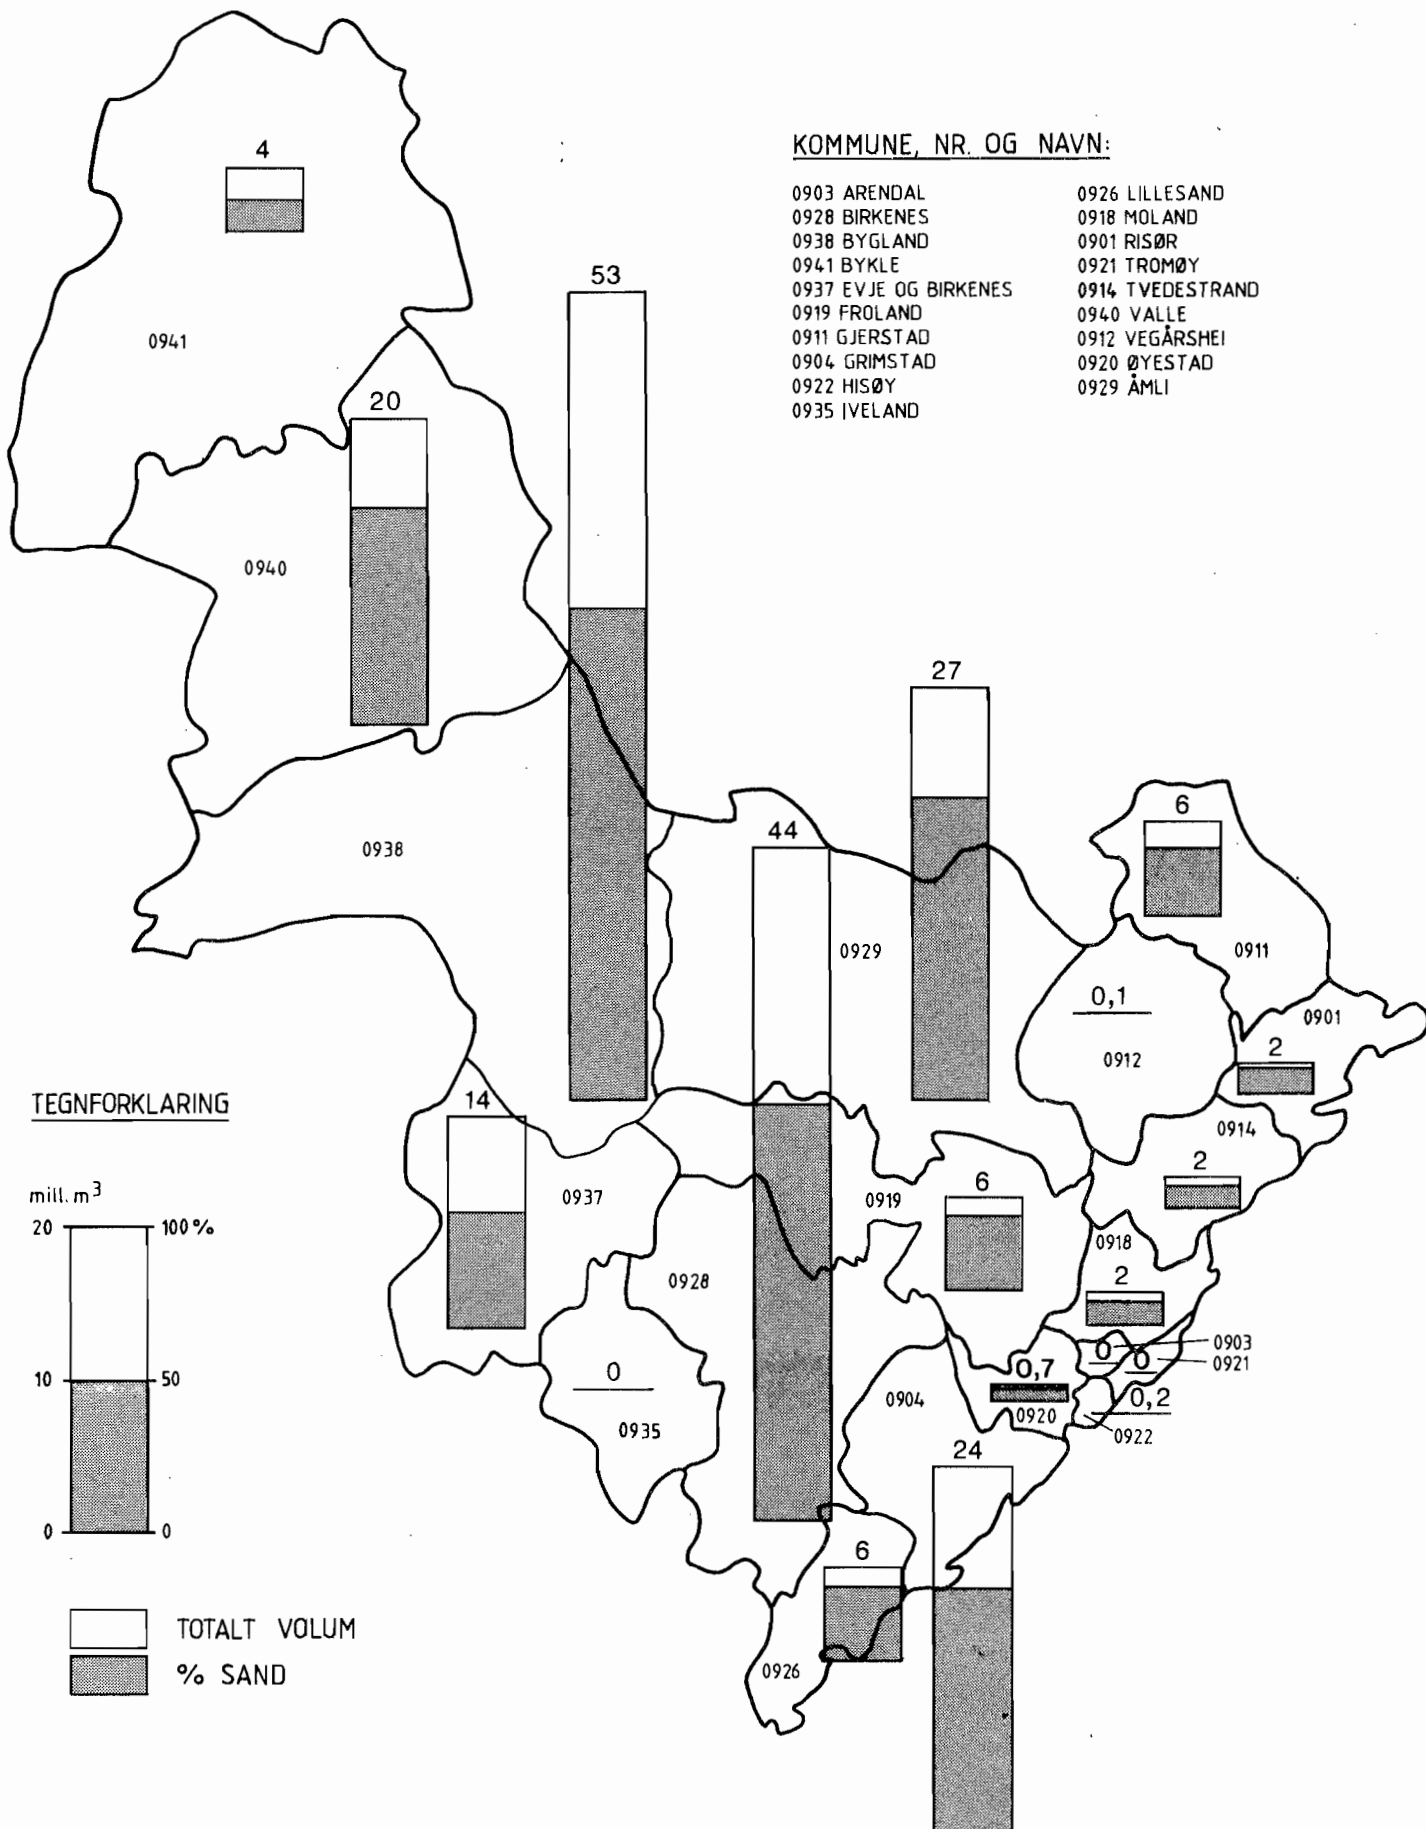 KOMMUNE, NR. OG NAVN:
0903 ARENDAL
0928 BIRKENES
0938 BYGLAND
0941 BYKLE
0937 EVJE OG BIRKENES
0919 FROLAND
0911 GJERSTAD
0904 GRIMSTAD
0922 HISØY
0935 IVELAND
0926 LILLESAND
0918 MOLAND
0901 RISØR
0921 TROMØY
0914 TVEDESTRAND
0940 VALLE
0912 VEGÅRSHEI
0920 ØYESTAD
0929 ÅMLI
4
0941
53
20
0940
27
6
44
0938
0929
0911
0,1
0901
0912
2
14
0914
2
0937
0919
6
0918
0928
2
0903
0 0
0921
0
0,7
0,2
0904
0920
0935
0922
24
6
0926
TEGNFORKLARING
mill. m³
20 100 %
10 50
0 0
TOTALT VOLUM
% SAND